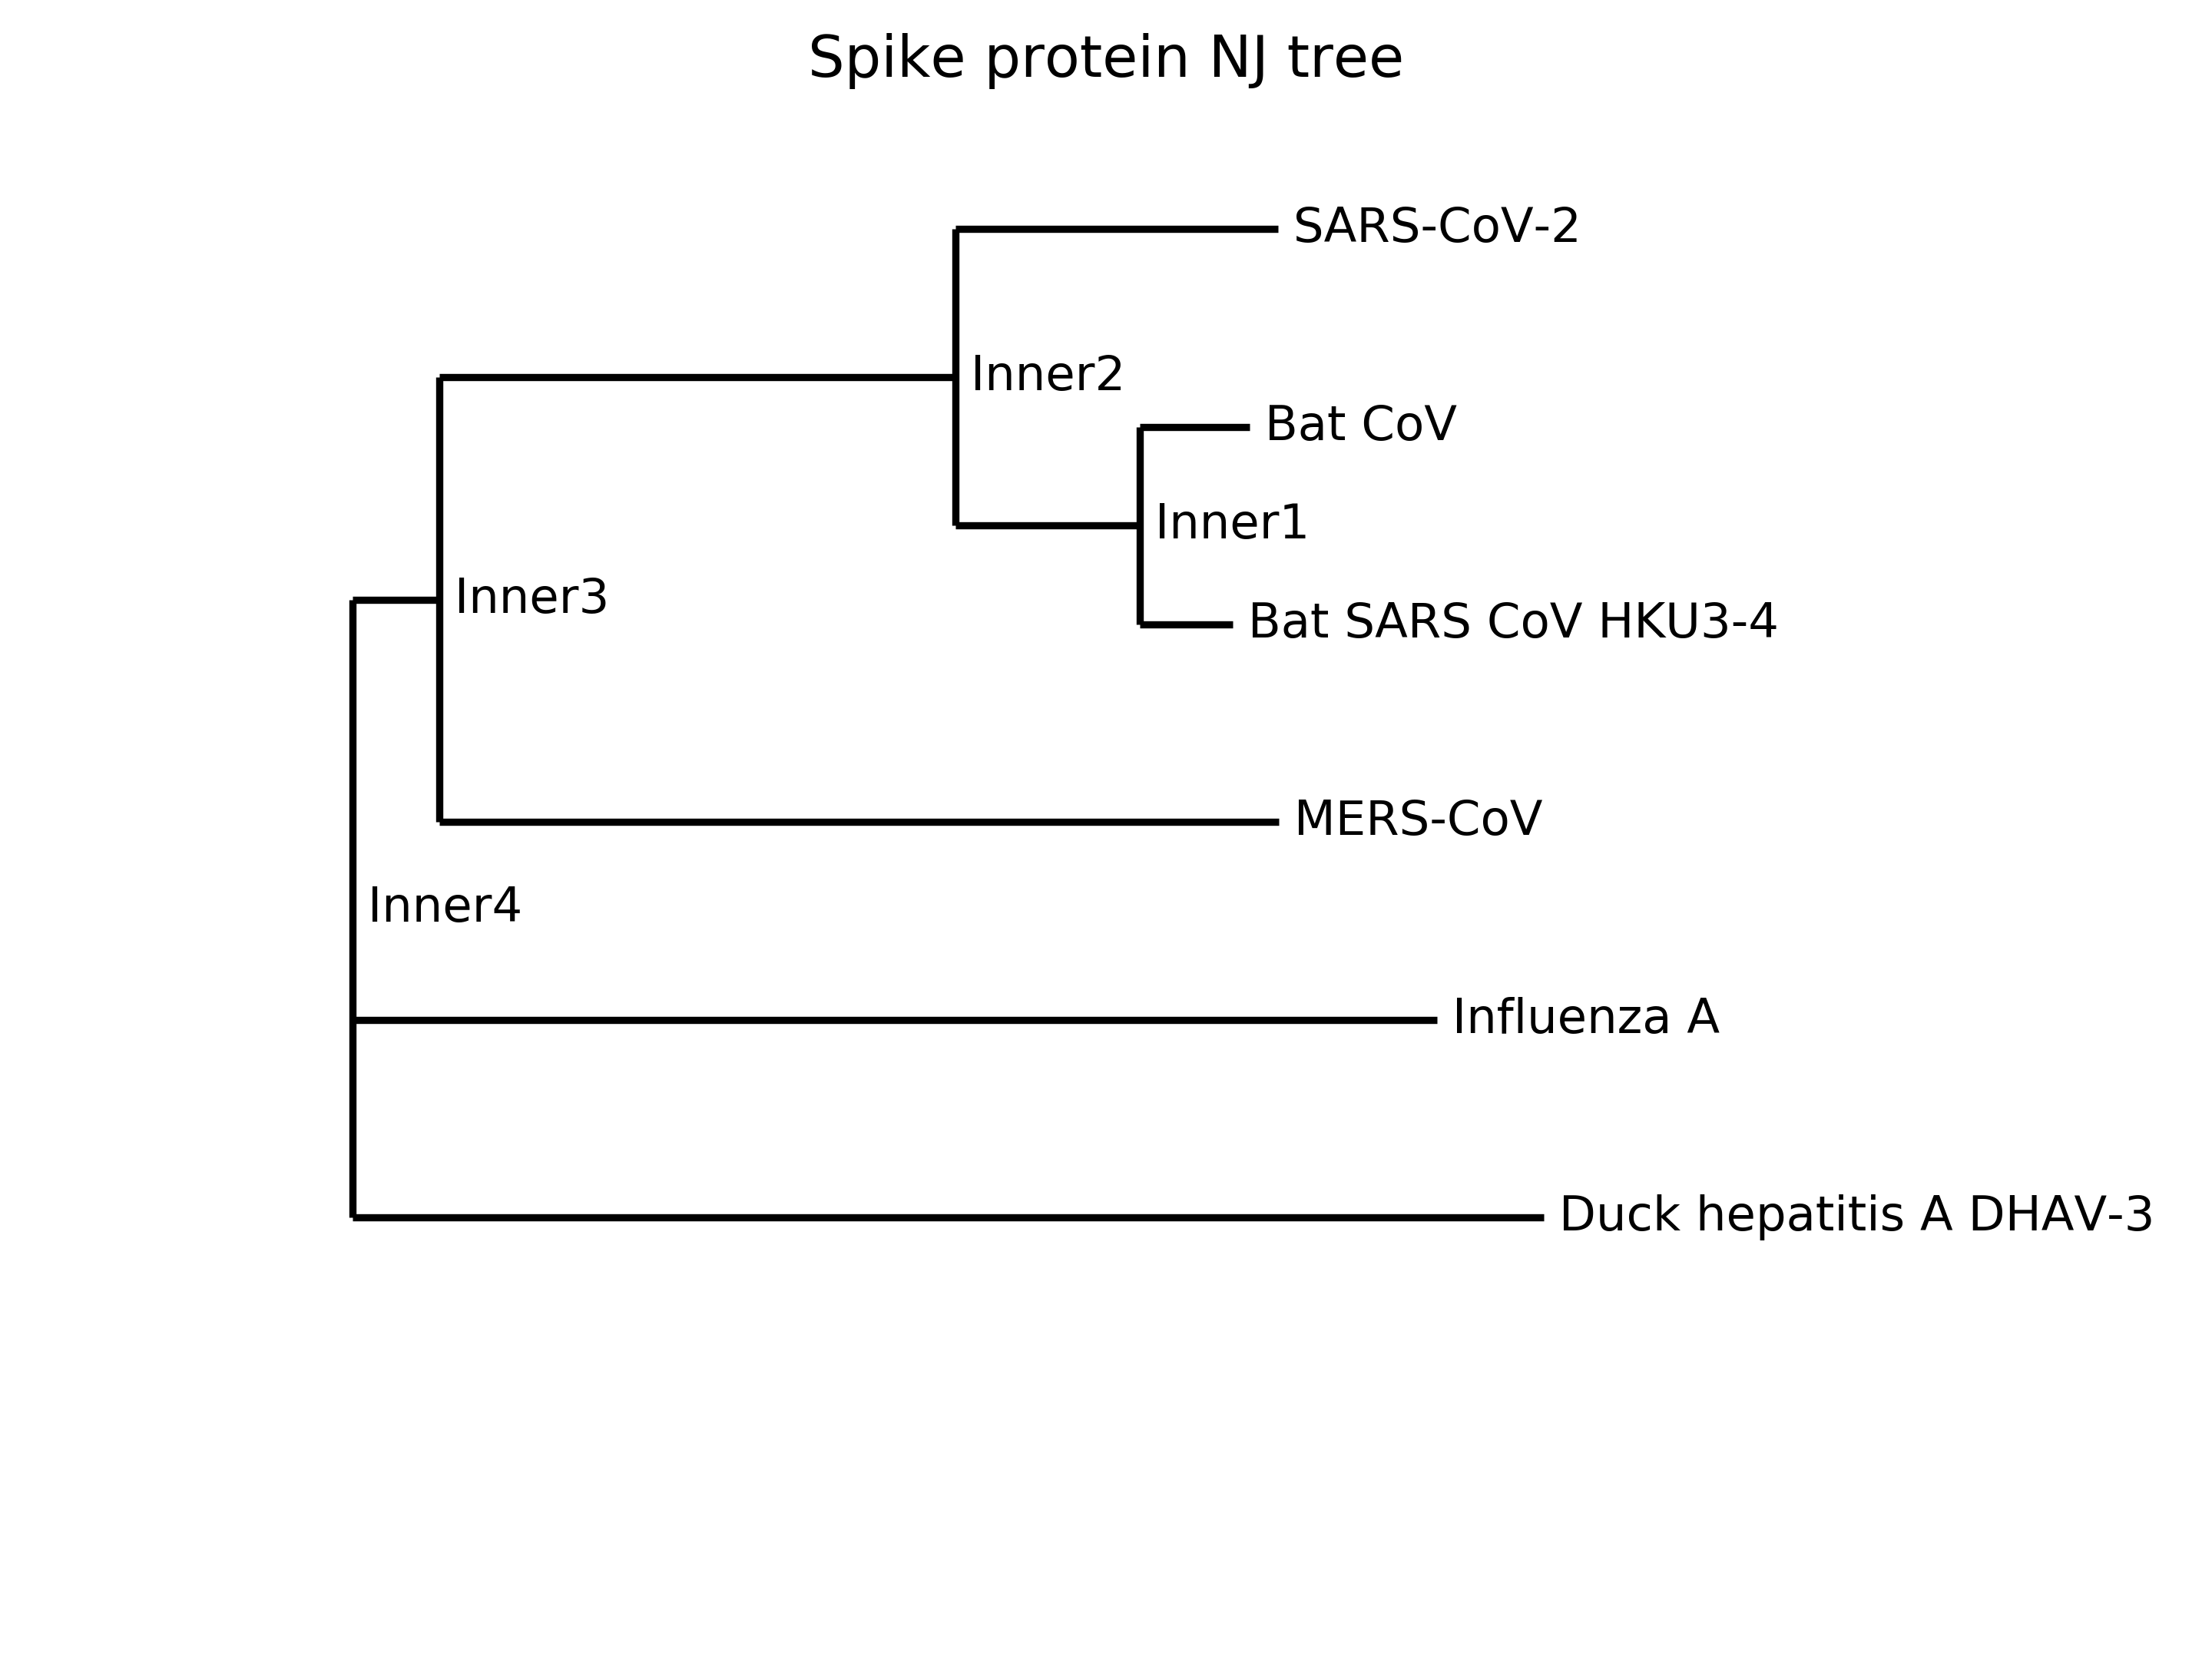 Spike protein NJ tree
SARS-CoV-2
Inner2
Bat CoV
Inner1
Inner3
Bat SARS CoV HKU3-4
MERS-CoV
Inner4
Influenza A
Duck hepatitis A DHAV-3